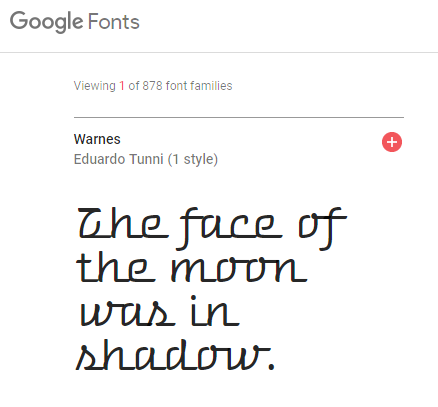 Google Fonts
Viewing 1 of 878 font families
Warnes
Eduardo Tunni (1 style)
The face of
the moon
was in
shadow.